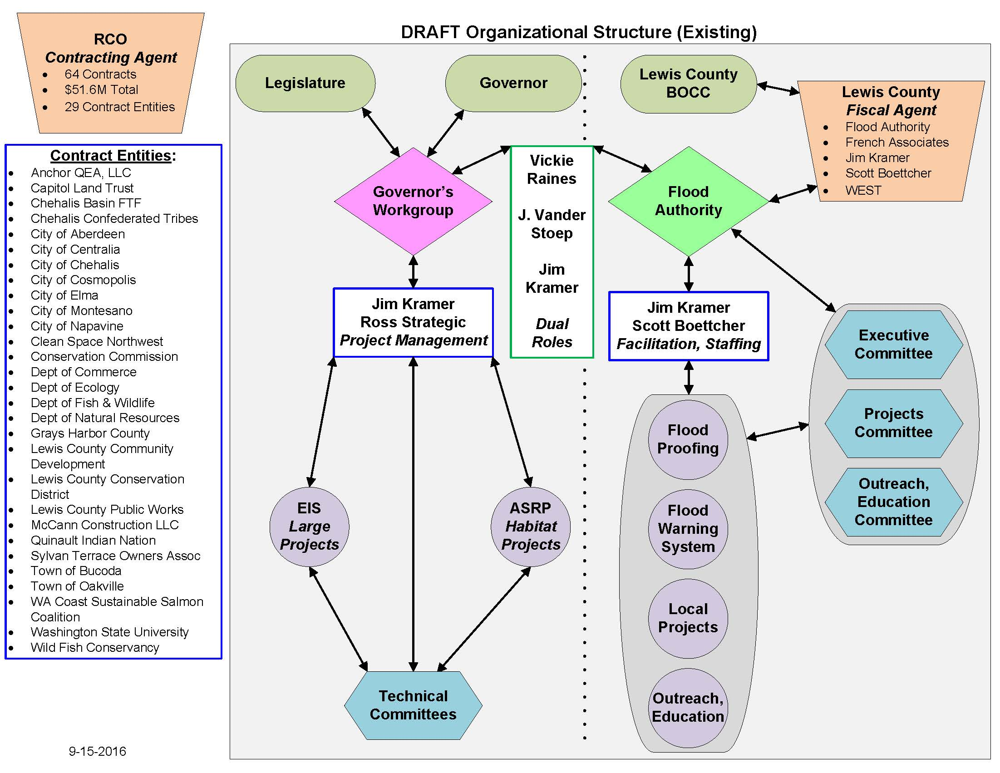 RCO
Contracting Agent
• 64 Contracts
• $51.6M Total
• 29 Contract Entities
Contract Entities:
• Anchor QEA, LLC
• Capitol Land Trust
• Chehalis Basin FTF
• Chehalis Confederated Tribes
• City of Aberdeen
• City of Centralia
• City of Chehalis
• City of Cosmopolis
• City of Elma
• City of Montesano
• City of Napavine
• Clean Space Northwest
• Conservation Commission
• Dept of Commerce
• Dept of Ecology
• Dept of Fish & Wildlife
• Dept of Natural Resources
• Grays Harbor County
• Lewis County Community
Development
• Lewis County Conservation
District
• Lewis County Public Works
• McCann Construction LLC
• Quinault Indian Nation
• Sylvan Terrace Owners Assoc
• Town of Bucoda
• Town of Oakville
• WA Coast Sustainable Salmon
Coalition
• Washington State University
• Wild Fish Conservancy
9-15-2016
DRAFT Organizational Structure (Existing)
Legislature
Governor
Lewis County
BOCC
Lewis County
Fiscal Agent
• Flood Authority
• French Associates
• Jim Kramer
• Scott Boettcher
• WEST
Governor's
Workgroup
Vickie
Raines
J. Vander
Stoep
Jim
Kramer
Dual
Roles
Flood
Authority
Jim Kramer
Ross Strategic
Project Management
Jim Kramer
Scott Boettcher
Facilitation, Staffing
Executive
Committee
Projects
Committee
Outreach,
Education
Committee
EIS
Large
Projects
ASRP
Habitat
Projects
Flood
Proofing
Flood
Warning
System
Local
Projects
Outreach,
Education
Technical
Committees